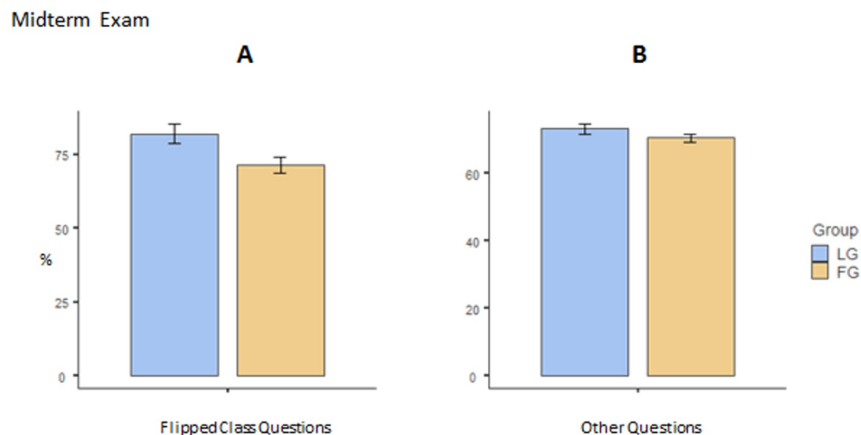 Midterm Exam
A
B
75
50
25
0
%
Flipped Class Questions
60
40
20
0
Other Questions
Group
LG
FG